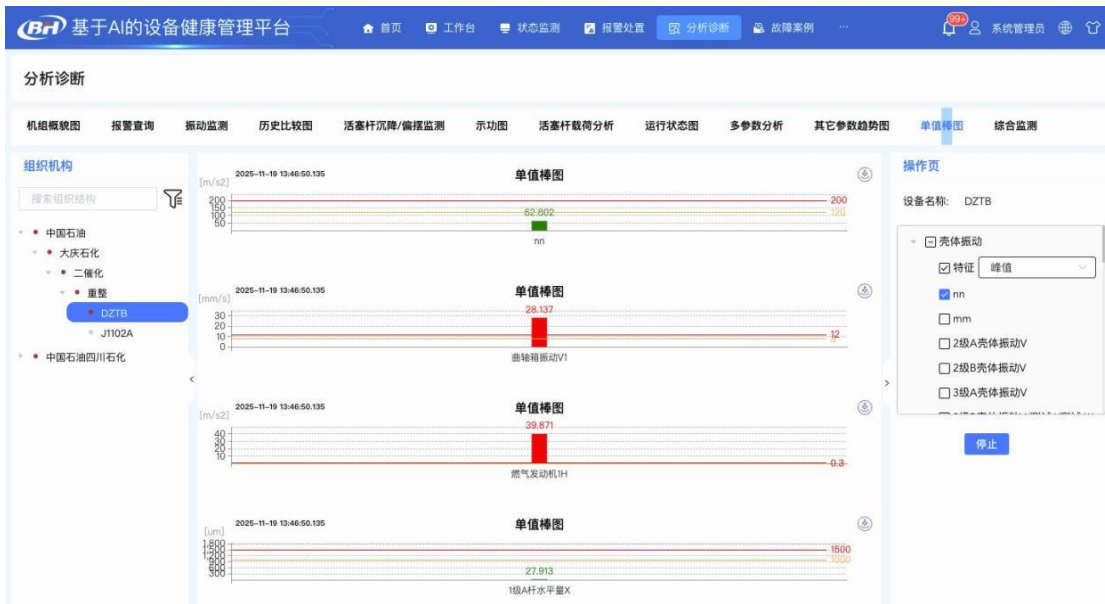 BH 基于AI的设备健康管理平台 首页 工作台 状态监测 报警处置 分析诊断 故障案例 ... 99+ 系统管理员
分析诊断
机组概貌图 报警查询 振动监测 历史比较图 活塞杆沉降/偏摆监测 示功图 活塞杆载荷分析 运行状态图 多参数分析 其它参数趋势图 单值棒图 综合监测
组织机构
搜索组织结构
中国石油
大庆石化
二催化
重整
DZTB
J1102A
中国石油四川石化
2025-11-19 13:46:50.135 单值棒图
[m/s2]
200 200
150
100 120
50
62.602
nn
2025-11-19 13:46:50.135 单值棒图
[mm/s]
28.137
30
20
10 12
0
曲轴箱振动V1
2025-11-19 13:46:50.135 单值棒图
[m/s2]
39.871
40
30
20
10
0.3
燃气发动机1H
2025-11-19 13:46:50.135 单值棒图
[um]
1,800
1,500 1500
1,200
900 1000
600
300
27.913
1级A杆水平量X
操作页
设备名称: DZTB
壳体振动
特征 峰值
nn
mm
2级A壳体振动V
2级B壳体振动V
3级A壳体振动V
停止